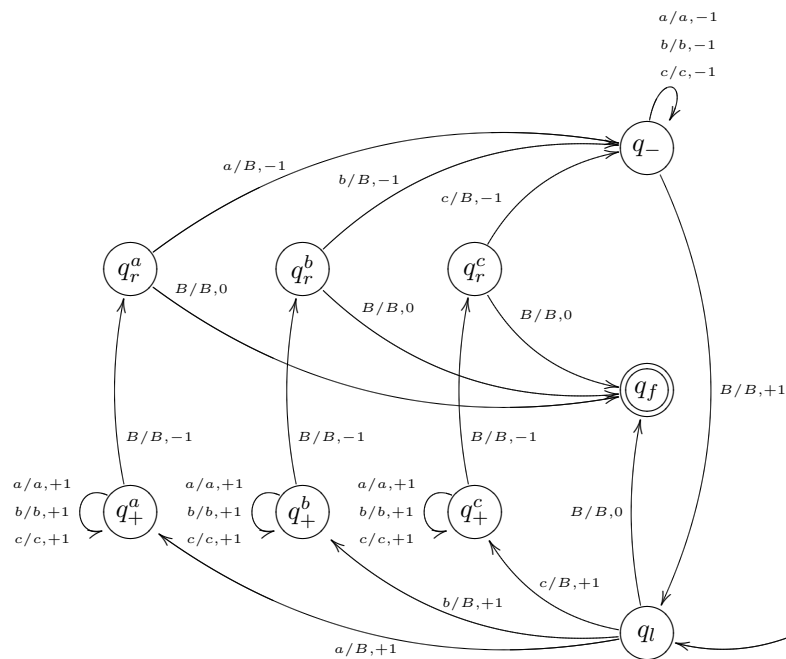 a/a,−1
b/b,−1
c/c,−1
q−
a/B,−1
b/B,−1
c/B,−1
q_r^a
q_r^b
q_r^c
B/B,0
B/B,0
B/B,0
q_f
B/B,+1
B/B,−1
B/B,−1
B/B,−1
a/a,+1
b/b,+1
c/c,+1
q_+^a
a/a,+1
b/b,+1
c/c,+1
q_+^b
a/a,+1
b/b,+1
c/c,+1
q_+^c
B/B,0
c/B,+1
b/B,+1
a/B,+1
q_l